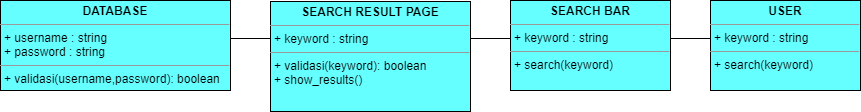 DATABASE
+ username : string
+ password : string
+ validasi(username,password): boolean
SEARCH RESULT PAGE
+ keyword : string
+ validasi(keyword): boolean
+ show_results()
SEARCH BAR
+ keyword : string
+ search(keyword)
USER
+ keyword : string
+ search(keyword)